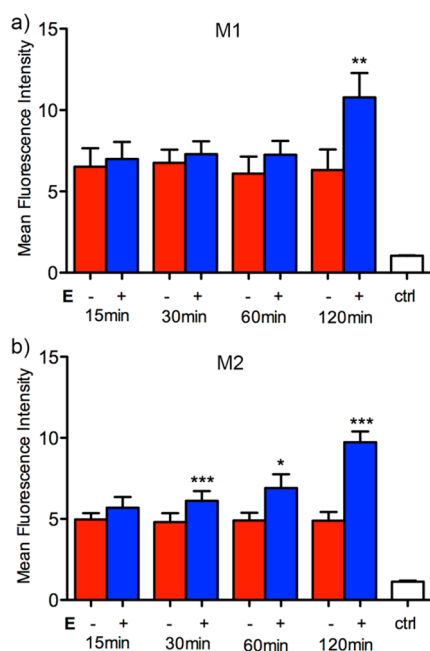 a)
M1
Mean Fluorescence Intensity
15
10
5
0
**
E - + - + - + - + ctrl
15min 30min 60min 120min
b)
M2
Mean Fluorescence Intensity
15
10
5
0
*** * ***
E - + - + - + - + ctrl
15min 30min 60min 120min